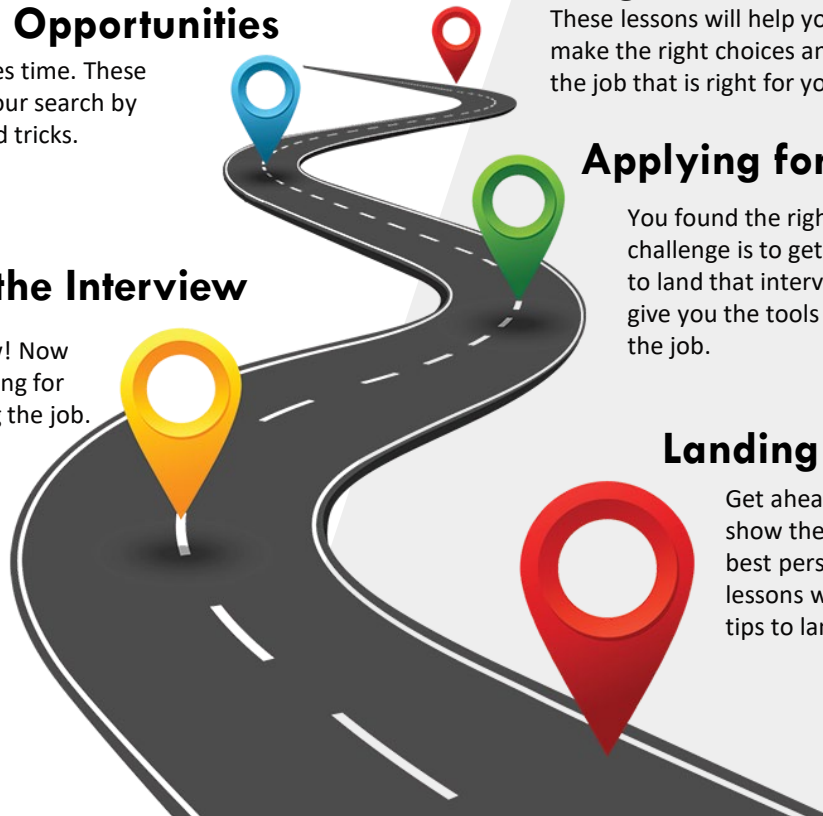 These lessons will help yo
make the right choices an
the job that is right for yo
Opportunities
es time. These
our search by
d tricks.
Applying for
You found the righ
challenge is to get
to land that interv
give you the tools
the job.
the Interview
y! Now
ing for
g the job.
Landing
Get ahea
show the
best pers
lessons w
tips to lan